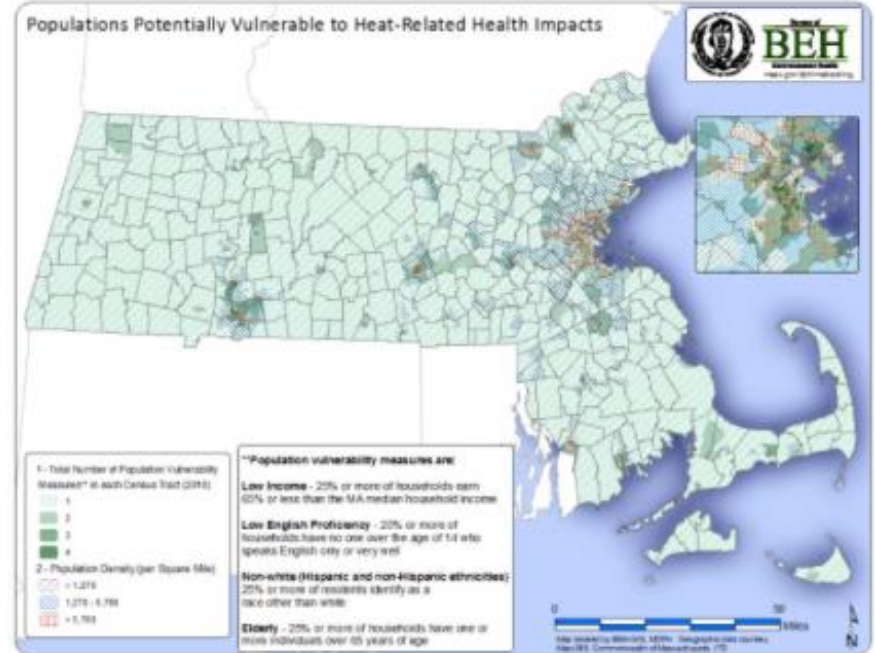 Populations Potentially Vulnerable to Heat-Related Health Impacts
Bureau of
BEH
Environmental Health
1 - Total Number of Population Vulnerability
Measures** in each Census Tract (2010)
1
2
3
4
2 - Population Density (per Square Mile)
**Population vulnerability measures are:
Low Income - 25% or more of households earn
65% or less than the MA median household income
Low English Proficiency - 25% or more of
households have no one over the age of 14 who
speaks English only or very well
Non-white (Hispanic and non-Hispanic ethnicities)
25% or more of residents identify as a
race other than white
Elderly - 25% or more of households have one or
more individuals over 65 years of age
0
Miles
N